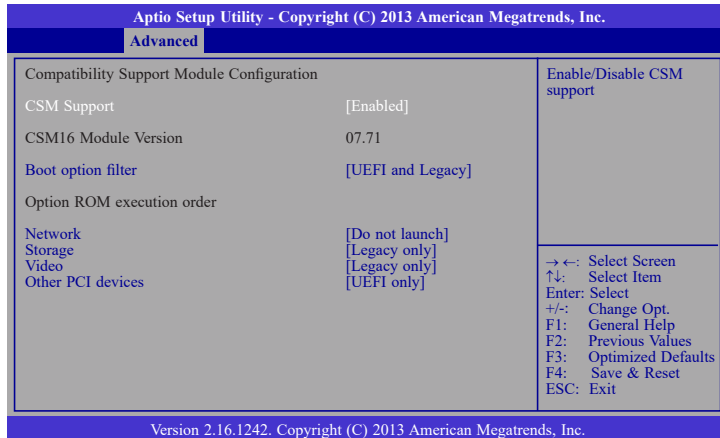 Aptio Setup Utility - Copyright (C) 2013 American Megatrends, Inc.
Advanced
Compatibility Support Module Configuration
CSM Support [Enabled]
CSM16 Module Version 07.71
Boot option filter [UEFI and Legacy]
Option ROM execution order
Network [Do not launch]
Storage [Legacy only]
Video [Legacy only]
Other PCI devices [UEFI only]
Enable/Disable CSM
support
→←: Select Screen
↑↓: Select Item
Enter: Select
+/-: Change Opt.
F1: General Help
F2: Previous Values
F3: Optimized Defaults
F4: Save & Reset
ESC: Exit
Version 2.16.1242. Copyright (C) 2013 American Megatrends, Inc.